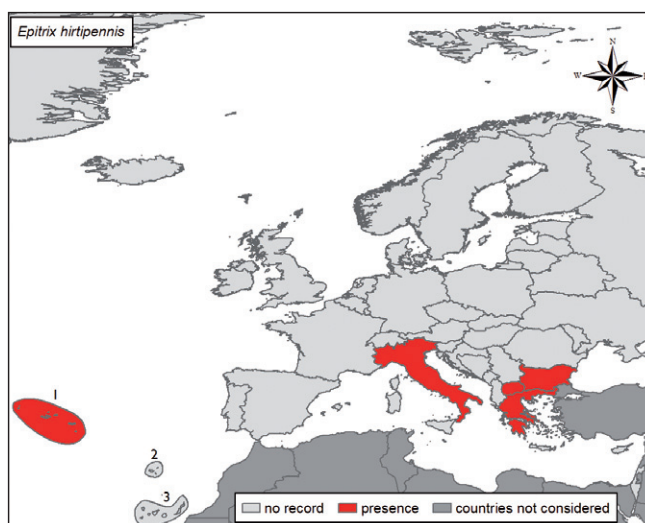 Epitrix hirtipennis
N
W E
S
1
2
3
no record presence countries not considered